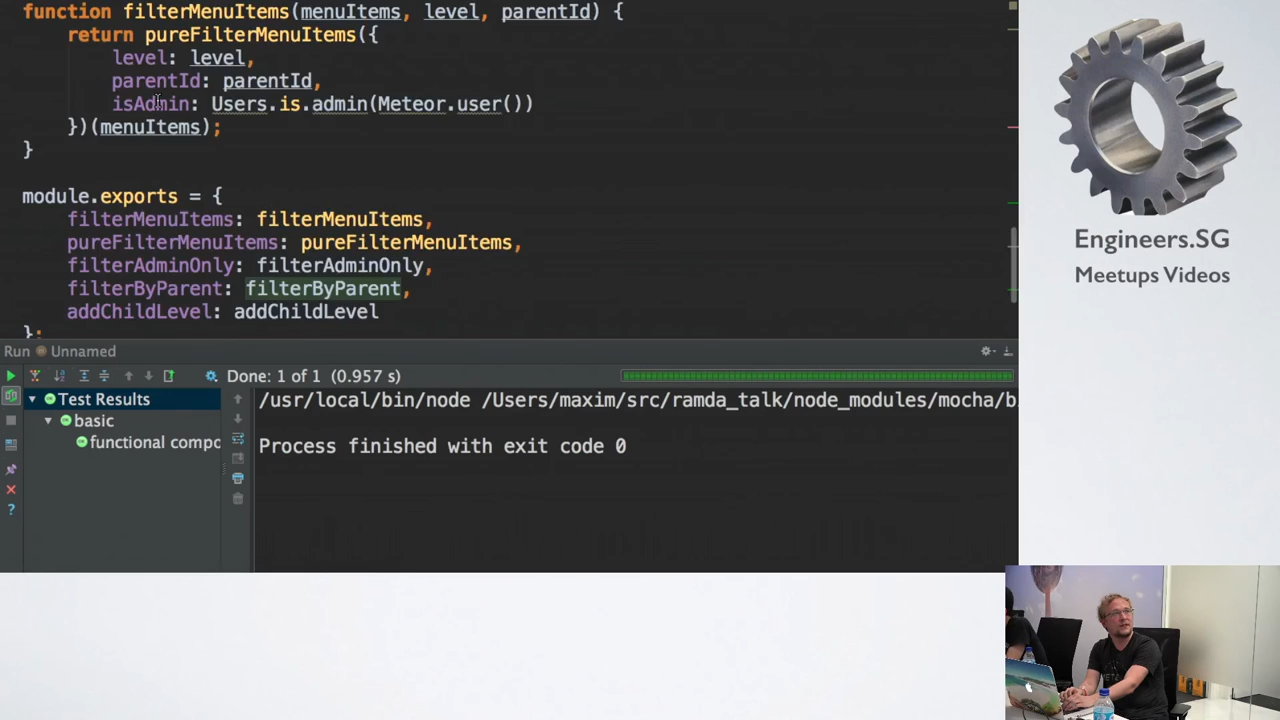 function filterMenuItems(menuItems, level, parentId) {
return pureFilterMenuItems({
level: level,
parentId: parentId,
isAdmin: Users.is.admin(Meteor.user())
})(menuItems);
}
module.exports = {
filterMenuItems: filterMenuItems,
pureFilterMenuItems: pureFilterMenuItems,
filterAdminOnly: filterAdminOnly,
filterByParent: filterByParent,
addChildLevel: addChildLevel
};
Run Unnamed
Done: 1 of 1 (0.957 s)
Test Results
basic
functional compo
/usr/local/bin/node /Users/maxim/src/ramda_talk/node_modules/mocha/b
Process finished with exit code 0
Engineers.SG
Meetups Videos